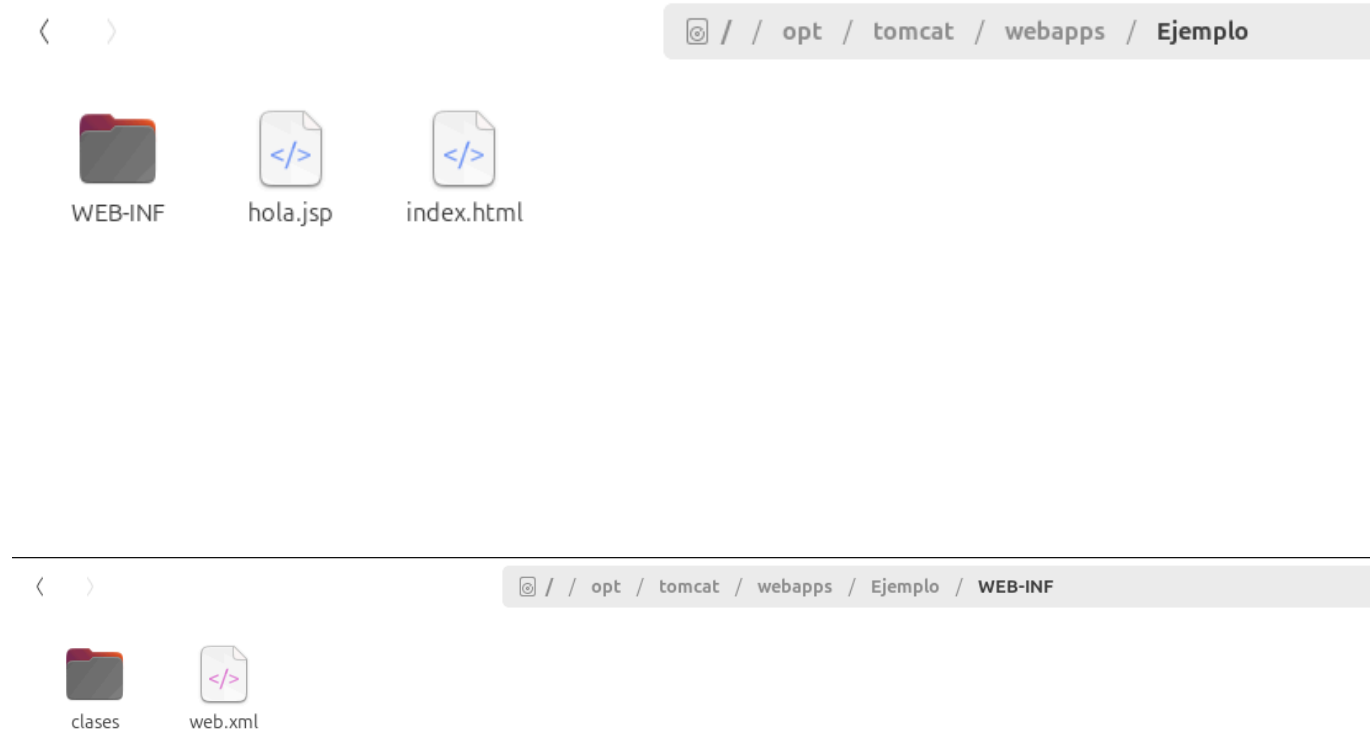 / / opt / tomcat / webapps / Ejemplo
WEB-INF hola.jsp index.html
/ / opt / tomcat / webapps / Ejemplo / WEB-INF
clases web.xml